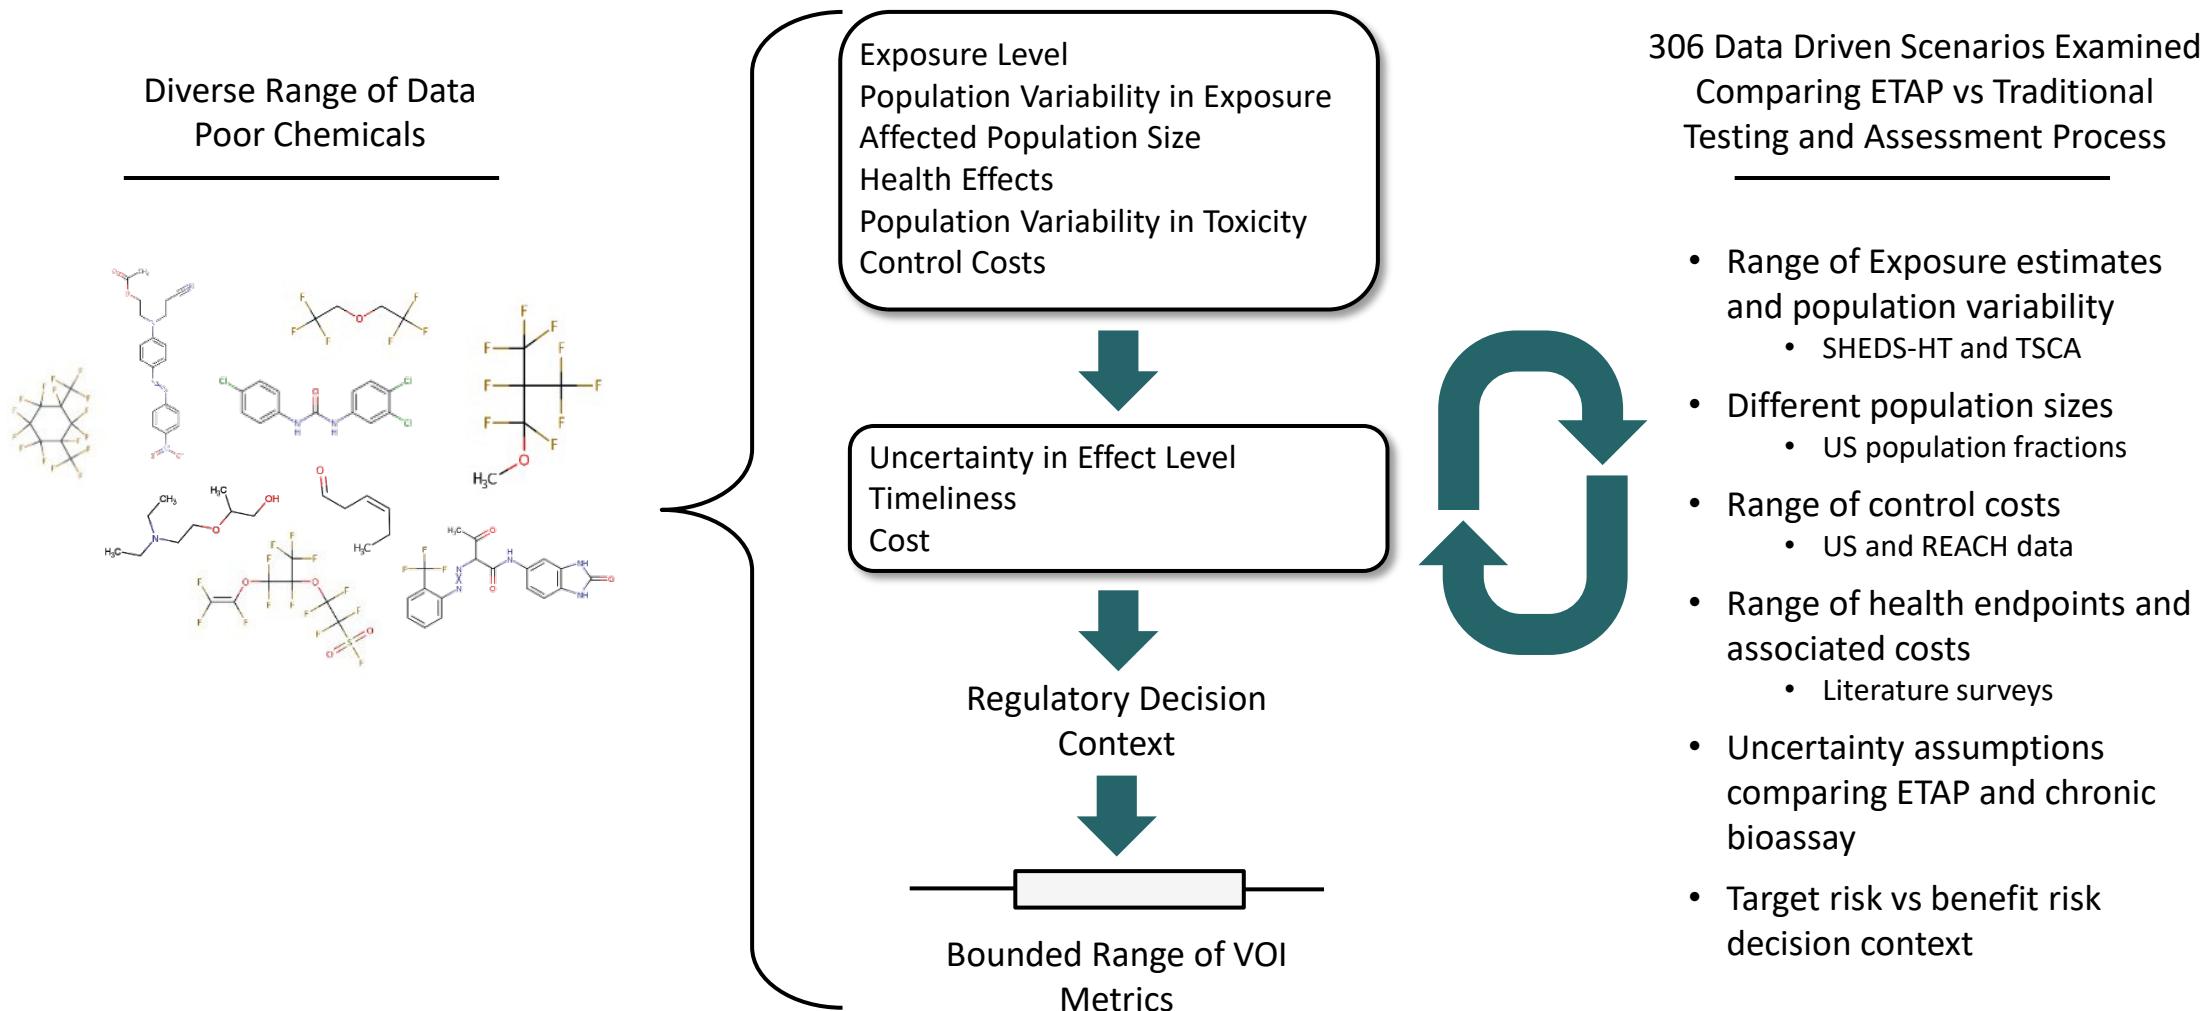 Diverse Range of Data
Poor Chemicals
Exposure Level
Population Variability in Exposure
Affected Population Size
Health Effects
Population Variability in Toxicity
Control Costs
Uncertainty in Effect Level
Timeliness
Cost
Regulatory Decision
Context
Bounded Range of VOI
Metrics
306 Data Driven Scenarios Examined
Comparing ETAP vs Traditional
Testing and Assessment Process
• Range of Exposure estimates
and population variability
• SHEDS-HT and TSCA
• Different population sizes
• US population fractions
• Range of control costs
• US and REACH data
• Range of health endpoints and
associated costs
• Literature surveys
• Uncertainty assumptions
comparing ETAP and chronic
bioassay
• Target risk vs benefit risk
decision context